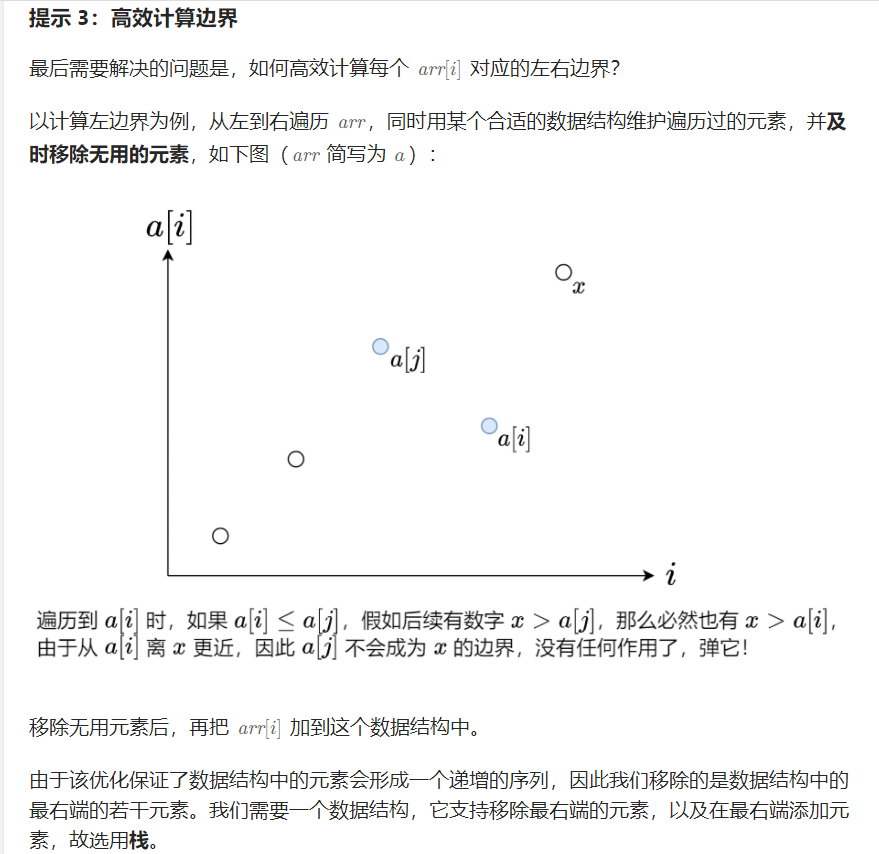 提示 3：高效计算边界
最后需要解决的问题是，如何高效计算每个 arr[i] 对应的左右边界？
以计算左边界为例，从左到右遍历 arr，同时用某个合适的数据结构维护遍历过的元素，并及
时移除无用的元素，如下图（arr 简写为 a）：
a[i]
x
a[j]
a[i]
i
遍历到 a[i] 时，如果 a[i] ≤ a[j]，假如后续有数字 x > a[j]，那么必然也有 x > a[i]，
由于从 a[i] 离 x 更近，因此 a[j] 不会成为 x 的边界，没有任何作用了，弹它！
移除无用元素后，再把 arr[i] 加到这个数据结构中。
由于该优化保证了数据结构中的元素会形成一个递增的序列，因此我们移除的是数据结构中的
最右端的若干元素。我们需要一个数据结构，它支持移除最右端的元素，以及在最右端添加元
素，故选用栈。